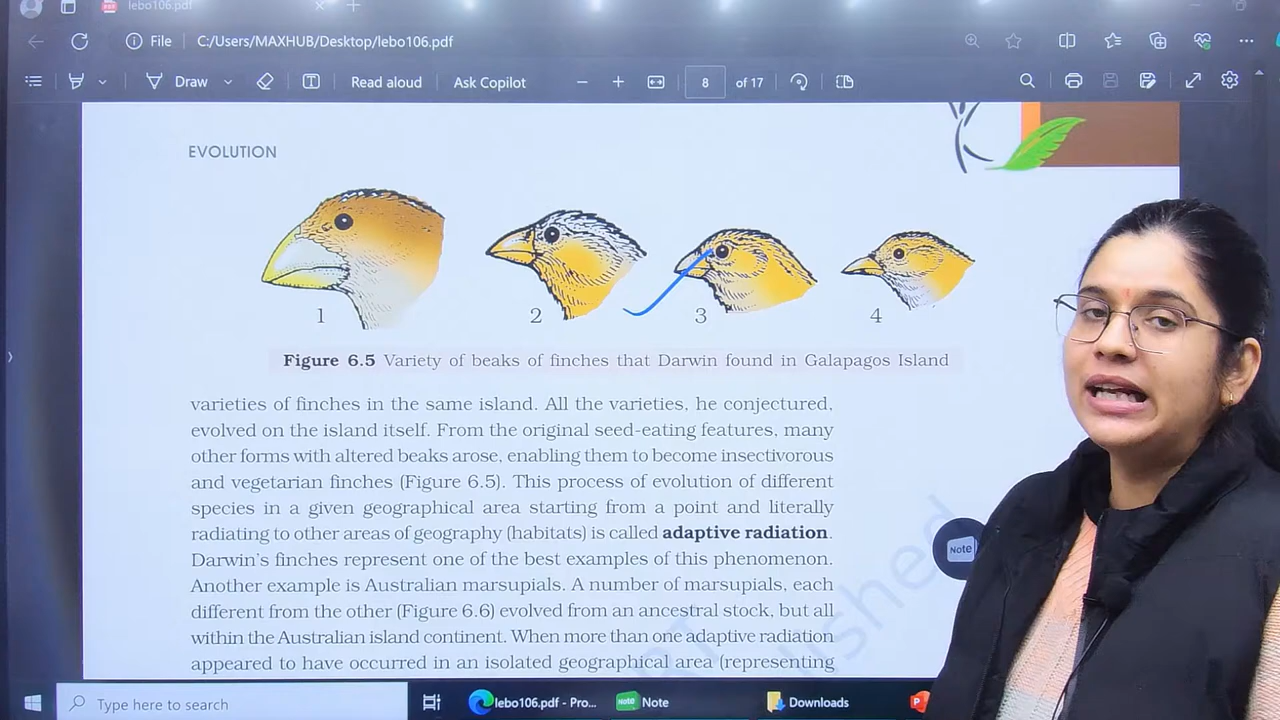 lebo106.pdf
File
C:/Users/MAXHUB/Desktop/lebo106.pdf
Draw
Read aloud
Ask Copilot
8
of 17
EVOLUTION
1
2
3
4
Figure 6.5 Variety of beaks of finches that Darwin found in Galapagos Island
varieties of finches in the same island. All the varieties, he conjectured,
evolved on the island itself. From the original seed-eating features, many
other forms with altered beaks arose, enabling them to become insectivorous
and vegetarian finches (Figure 6.5). This process of evolution of different
species in a given geographical area starting from a point and literally
radiating to other areas of geography (habitats) is called adaptive radiation.
Darwin's finches represent one of the best examples of this phenomenon.
Another example is Australian marsupials. A number of marsupials, each
different from the other (Figure 6.6) evolved from an ancestral stock, but all
within the Australian island continent. When more than one adaptive radiation
appeared to have occurred in an isolated geographical area (representing
Note
Type here to search
lebo106.pdf - Pro...
Note
Note
Downloads
P